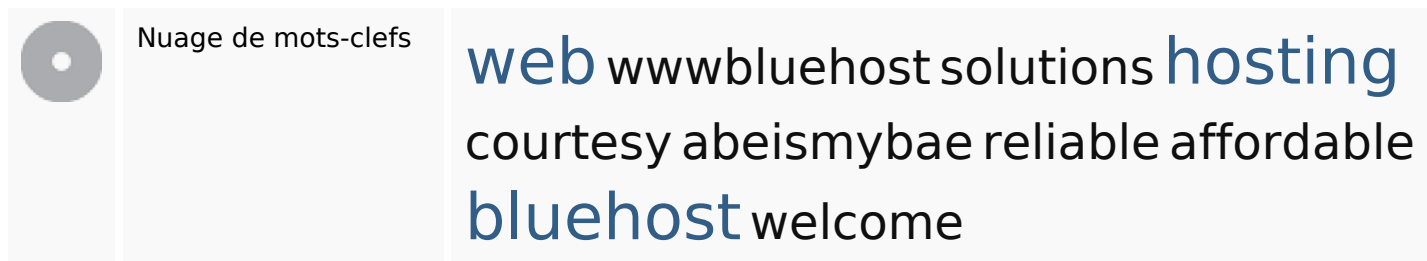 Nuage de mots-clefs
web wwwbluehost solutions hosting
courtesy abeismybae reliable affordable
bluehost welcome